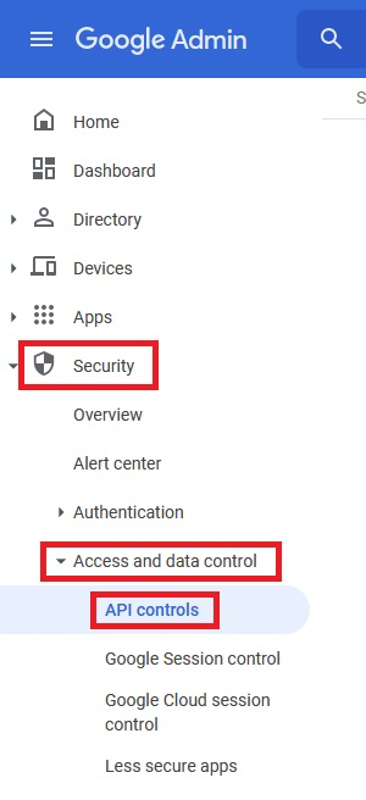 Google Admin
S
Home
Dashboard
Directory
Devices
Apps
Security
Overview
Alert center
Authentication
Access and data control
API controls
Google Session control
Google Cloud session
control
Less secure apps